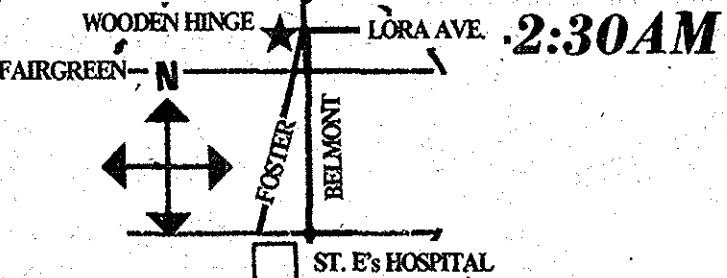 WOODEN HINGE
LORA AVE.
·2:30AM
FAIRGREEN
N
FOSTER
BELMONT
ST. E's HOSPITAL